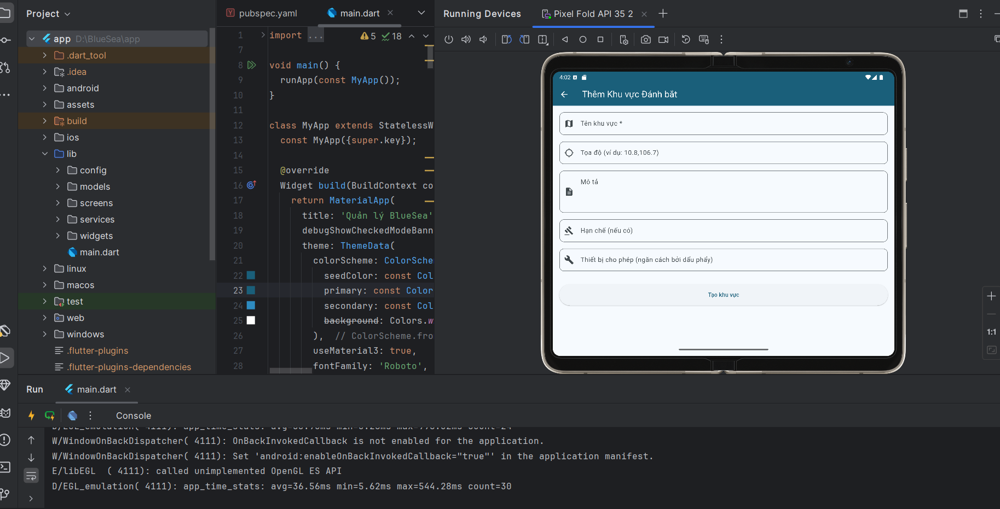 Project
app D:\BlueSea\app
.dart_tool
.idea
android
assets
build
ios
lib
config
models
screens
services
widgets
main.dart
linux
macos
test
web
windows
.flutter-plugins
.flutter-plugins-dependencies
pubspec.yaml
main.dart
5 18
1 import ...
7
8 void main() {
9 runApp(const MyApp());
10 }
11
12 class MyApp extends StatelessW
13 const MyApp({super.key});
14
15 @override
16 Widget build(BuildContext co
17 return MaterialApp(
18 title: 'Quản lý BlueSea'
19 debugShowCheckedModeBann
20 theme: ThemeData(
21 colorScheme: ColorSche
22 seedColor: const Col
23 primary: const Color
24 secondary: const Col
25 background: Colors.w
26 ), // ColorScheme.fro
27 useMaterial3: true,
28 fontFamily: 'Roboto',
Running Devices
Pixel Fold API 35 2
4:02
Thêm Khu vực Đánh bắt
Tên khu vực *
Tọa độ (ví dụ: 10.8,106.7)
Mô tả
Hạn chế (nếu có)
Thiết bị cho phép (ngăn cách bởi dấu phẩy)
Tạo khu vực
1:1
Run
main.dart
Console
W/WindowOnBackDispatcher( 4111): OnBackInvokedCallback is not enabled for the application.
W/WindowOnBackDispatcher( 4111): Set 'android:enableOnBackInvokedCallback="true"' in the application manifest.
E/libEGL ( 4111): called unimplemented OpenGL ES API
D/EGL_emulation( 4111): app_time_stats: avg=36.56ms min=5.62ms max=544.28ms count=30